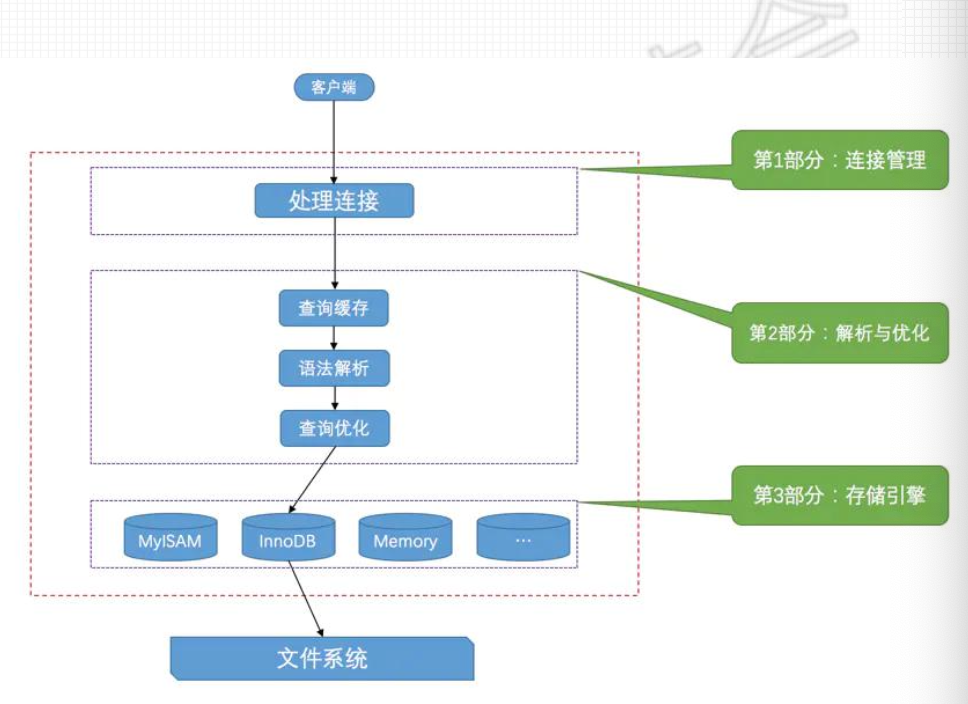 客户端
处理连接
第1部分：连接管理
查询缓存
语法解析
查询优化
第2部分：解析与优化
MyISAM
InnoDB
Memory
...
第3部分：存储引擎
文件系统